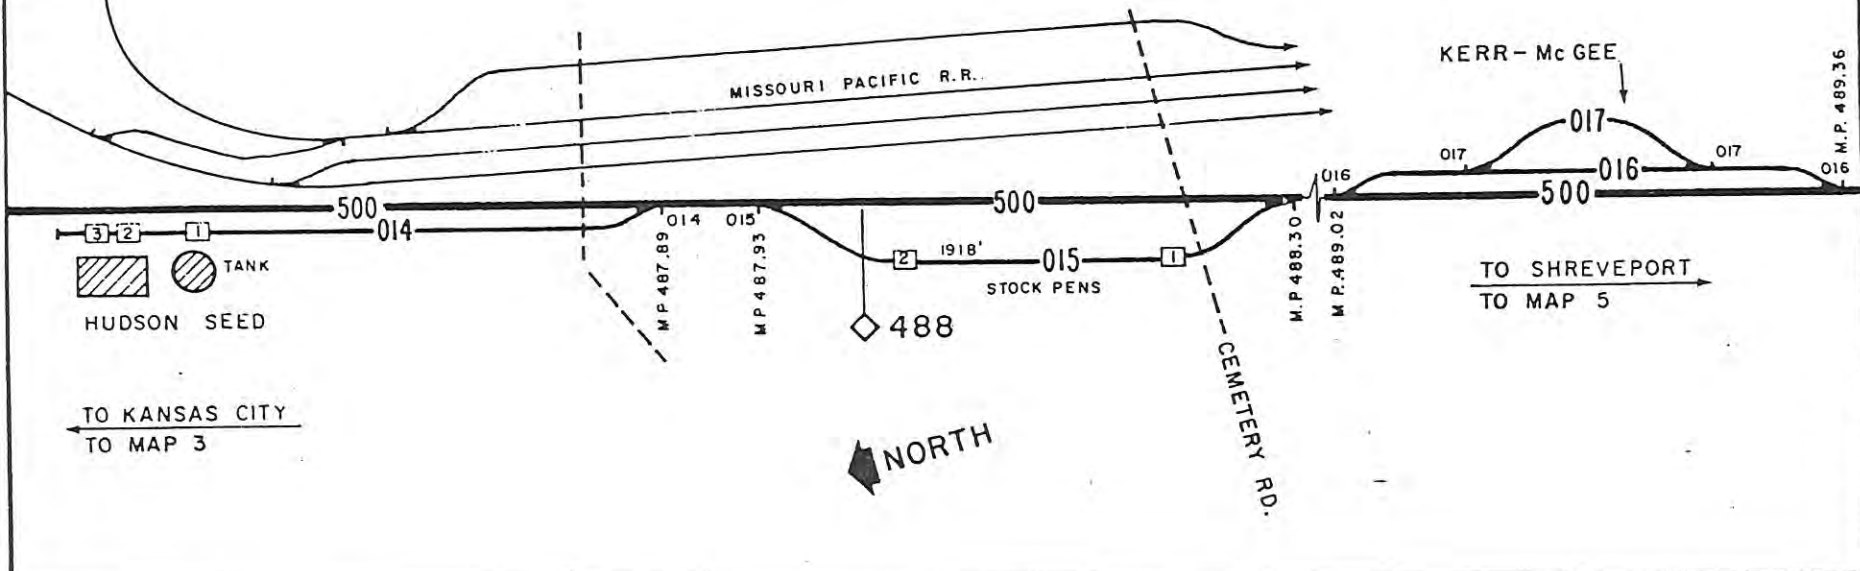 MISSOURI PACIFIC R.R.
KERR-McGEE
M.P. 489.36
017
017
016
017
016
016
500
500
500
014
014
015
3
2
1
TANK
HUDSON SEED
2
1918'
015
1
STOCK PENS
M P 487.89
M P 487.93
M.P 488.30
M P. 489.02
488
TO SHREVEPORT
TO MAP 5
TO KANSAS CITY
TO MAP 3
NORTH
CEMETERY RD.